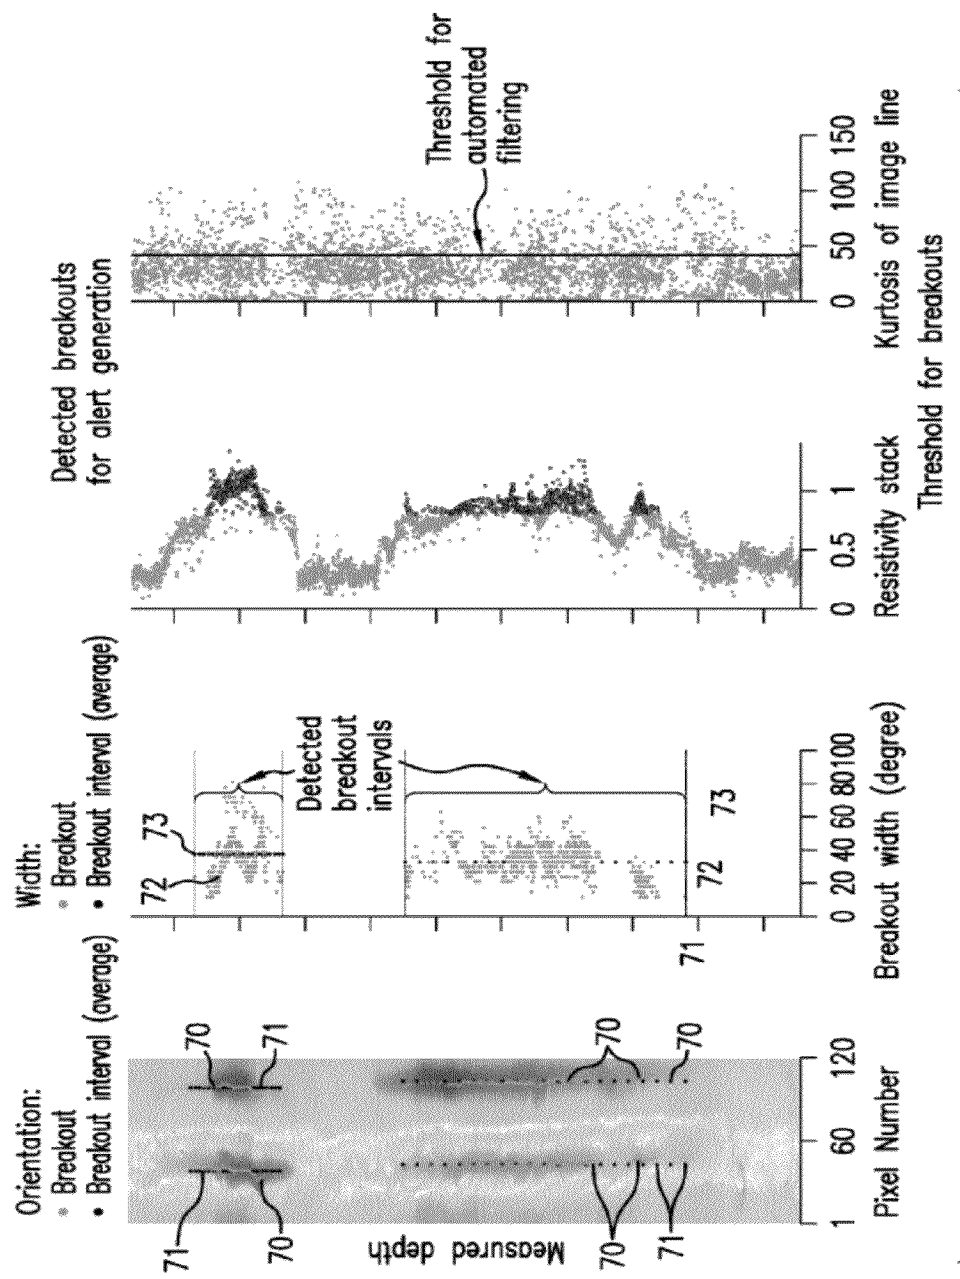 Orientation:
Breakout
Breakout interval (average)
Width:
Breakout
Breakout interval (average)
Detected breakouts
for alert generation
Measured depth
71
70
70
71
70
71
70
70
1
60
120
Pixel Number
72
73
Detected
breakout
intervals
72
73
71
0 20 40 60 80 100
Breakout width (degree)
0
0.5
1
Resistivity stack
Threshold for
automated
filtering
0
50
100
150
Kurtosis of image line
Threshold for breakouts